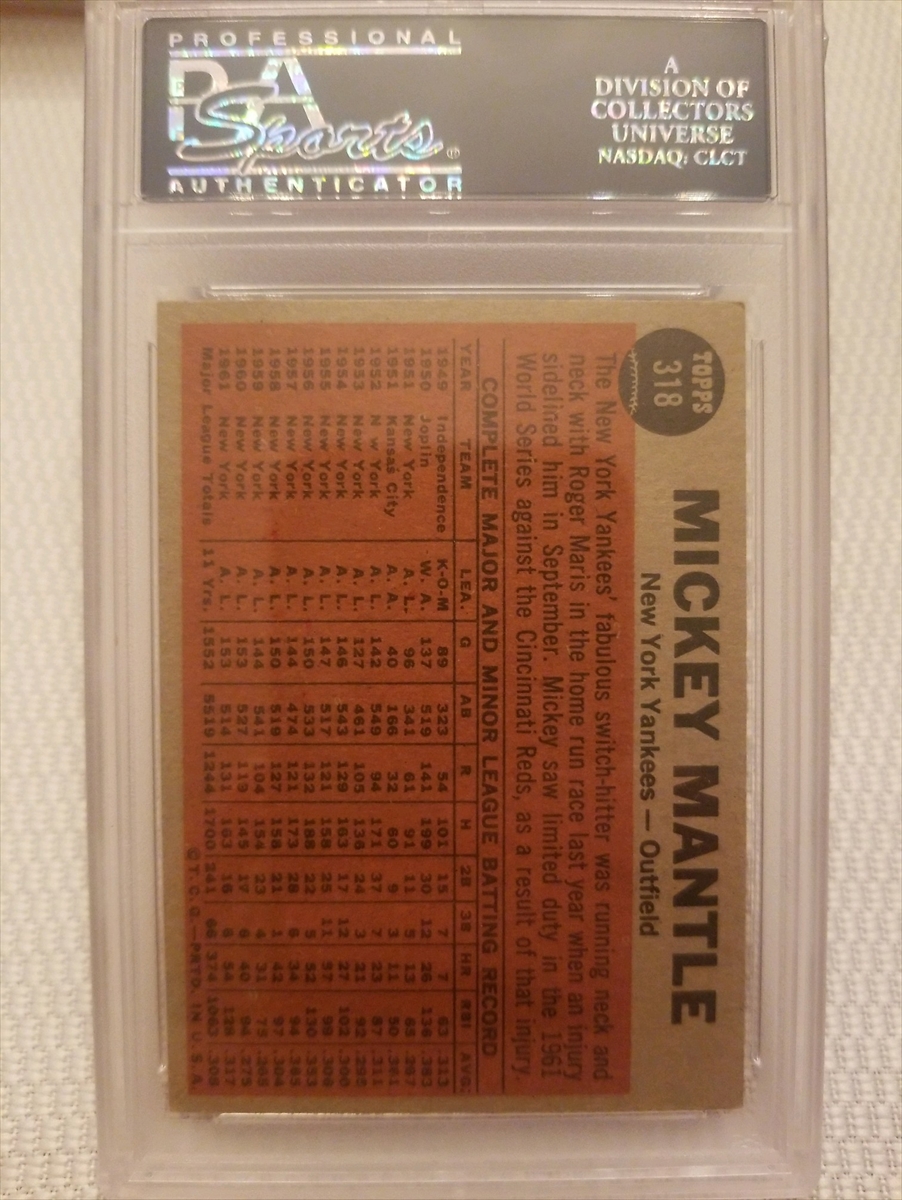 PROFESSIONAL
PSA
Sports®
AUTHENTICATOR
A
DIVISION OF
COLLECTORS
UNIVERSE
NASDAQ: CLCT
TOPPS
318
MICKEY MANTLE
New York Yankees — Outfield
The New York Yankees' fabulous switch-hitter was running neck and
neck with Roger Maris in the home run race last year when an injury
sidelined him in September. Mickey saw limited duty in the 1961
World Series against the Cincinnati Reds, as a result of that injury.
COMPLETE MAJOR AND MINOR LEAGUE BATTING RECORD
YEAR TEAM LEA. G AB R H 2B 3B HR RBI AVG.
1949 Independence K-O-M 89 323 54 101 15 7 7 63 .313
1950 Joplin W. A. 137 519 141 199 30 12 26 136 .383
1951 New York A. L. 96 341 61 91 11 5 13 65 .267
1951 Kansas City A. A. 40 166 32 60 9 3 11 50 .361
1952 N w York A. L. 142 549 94 171 37 7 23 87 .311
1953 New York A. L. 127 461 105 136 24 3 21 92 .295
1954 New York A. L. 146 543 129 163 17 12 27 102 .300
1955 New York A. L. 147 517 121 158 25 11 37 99 .306
1956 New York A. L. 150 533 132 188 22 5 52 130 .353
1957 New York A. L. 144 474 121 173 28 6 34 94 .365
1958 New York A. L. 150 519 127 158 21 1 42 97 .304
1959 New York A. L. 144 541 104 154 23 4 31 75 .285
1960 New York A. L. 153 527 119 145 17 6 40 94 .275
1961 New York A. L. 153 514 131 163 16 6 54 128 .317
Major League Totals 11 Yrs. 1552 5519 1244 1700 241 66 374 1063 .308
© T. C. G.—PRTD. IN U. S. A.